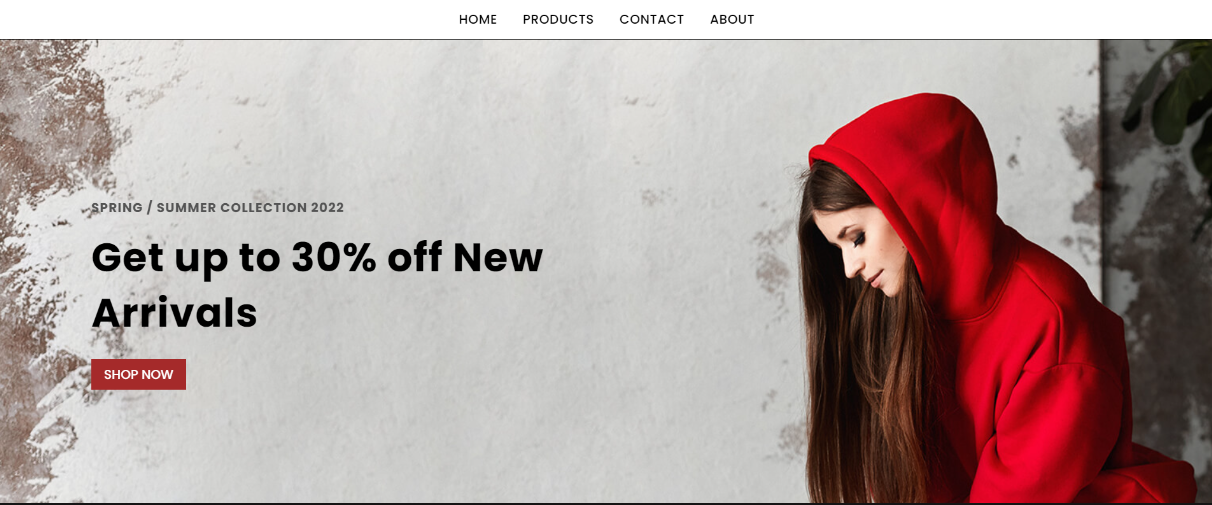 HOME PRODUCTS CONTACT ABOUT
SPRING / SUMMER COLLECTION 2022
Get up to 30% off New
Arrivals
SHOP NOW